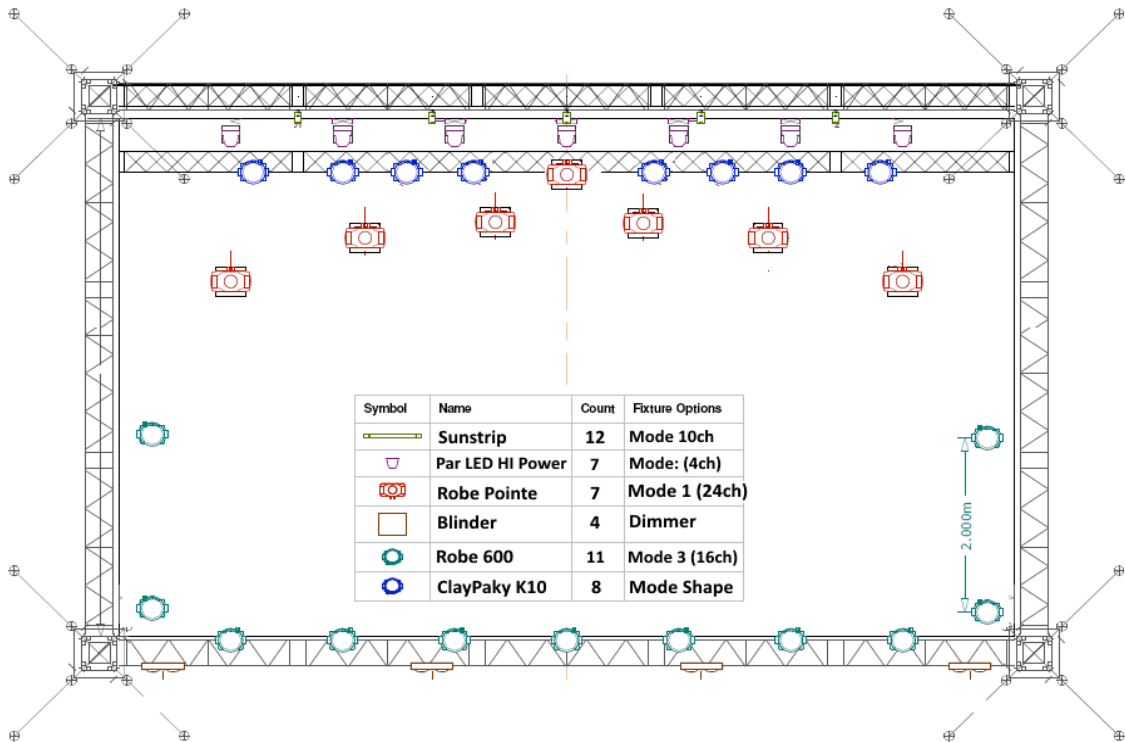 Symbol Name Count Fixture Options
Sunstrip 12 Mode 10ch
Par LED HI Power 7 Mode: (4ch)
Robe Pointe 7 Mode 1 (24ch)
Blinder 4 Dimmer
Robe 600 11 Mode 3 (16ch)
ClayPaky K10 8 Mode Shape
2.000m